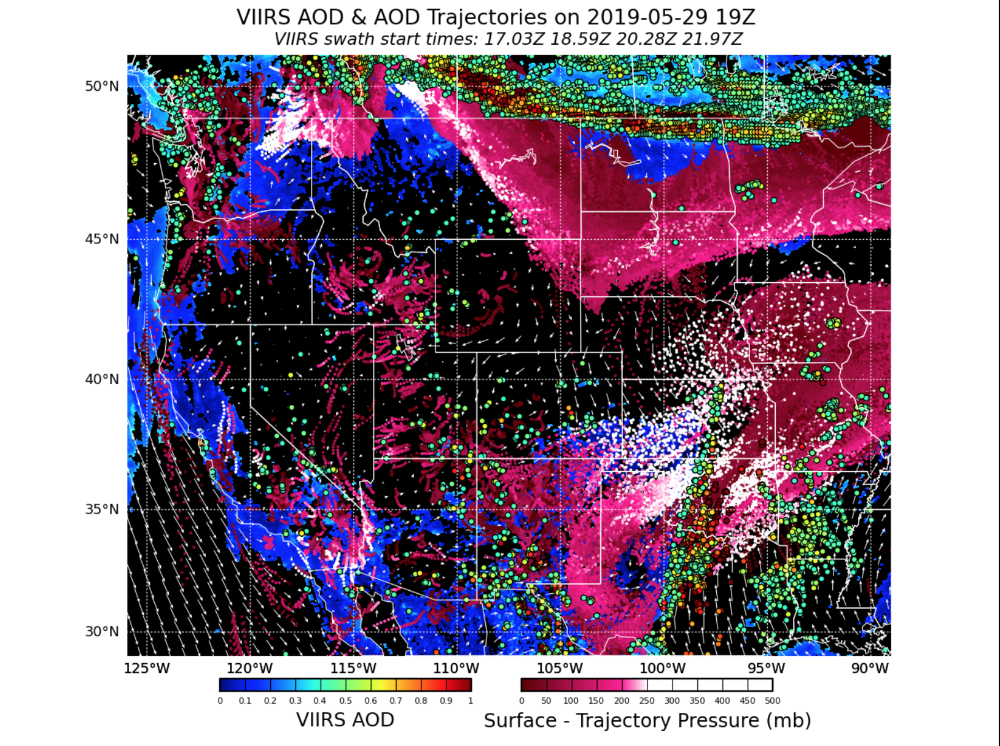 VIIRS AOD & AOD Trajectories on 2019-05-29 19Z
VIIRS swath start times: 17.03Z 18.59Z 20.28Z 21.97Z
50°N
45°N
40°N
35°N
30°N
125°W 120°W 115°W 110°W 105°W 100°W 95°W 90°W
0 0.1 0.2 0.3 0.4 0.5 0.6 0.7 0.8 0.9 1
VIIRS AOD
0 50 100 150 200 250 300 350 400 450 500
Surface - Trajectory Pressure (mb)